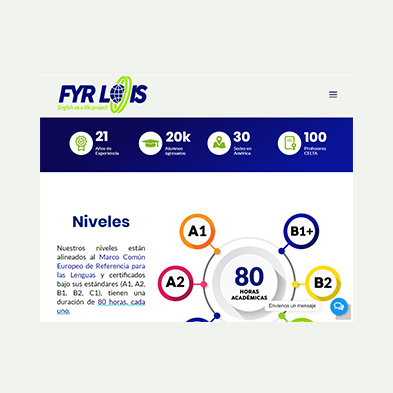 FYR LOIS
English as a life project
21
Años de
Experiencia
20k
Alumnos
egresados
30
Sedes en
América
100
Profesores
CELTA
Niveles
Nuestros niveles están
alineados al Marco Común
Europeo de Referencia para
las Lenguas y certificados
bajo sus estándares (A1, A2,
B1, B2, C1), tienen una
duración de 80 horas, cada
uno.
A1
B1+
A2
80
HORAS
ACADÉMICAS
B2
Envíenos un mensaje